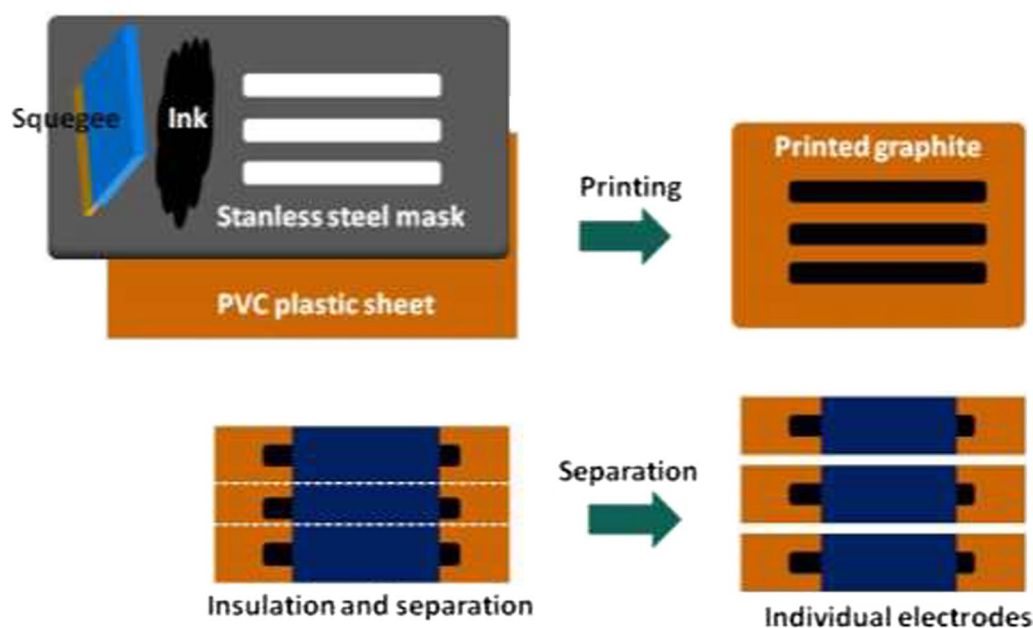 Squegee
Ink
Stanless steel mask
PVC plastic sheet
Printing
Printed graphite
Insulation and separation
Separation
Individual electrodes